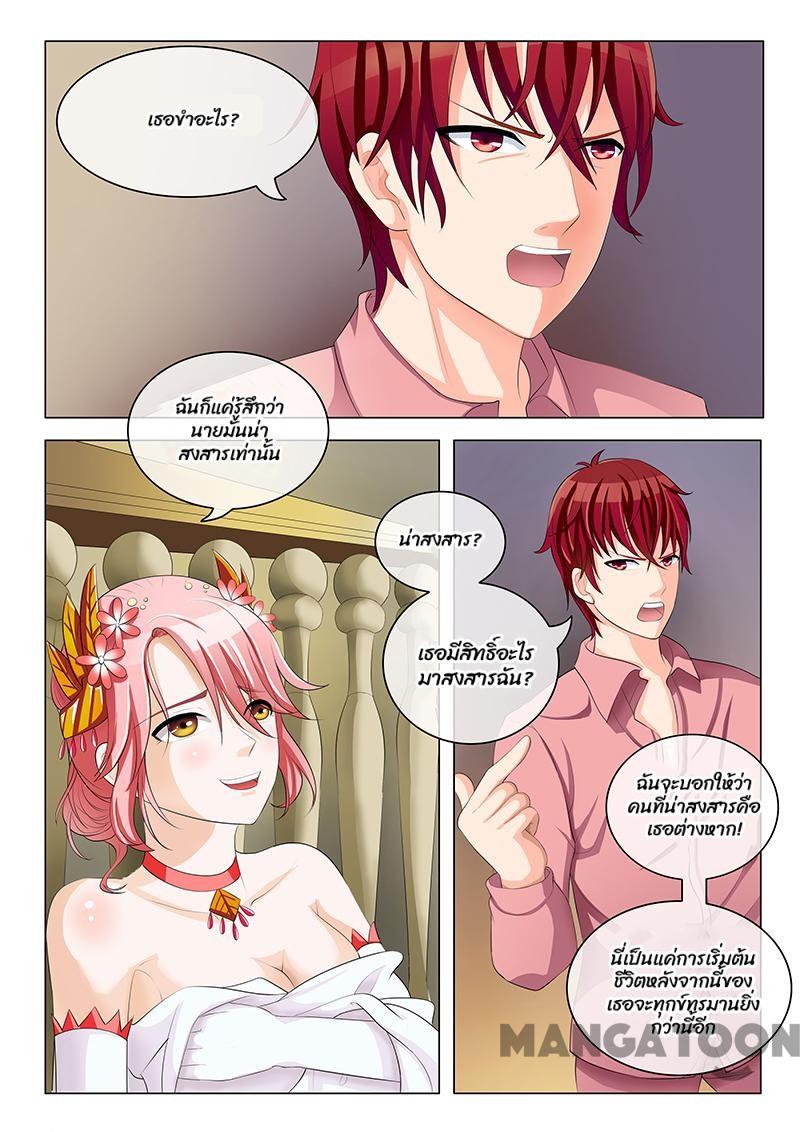 เธอขำอะไร?
ฉันก็แค่รู้สึกว่า
นายมันน่า
สงสารเท่านั้น
น่าสงสาร?
เธอมีสิทธิ์อะไร
มาสงสารฉัน?
ฉันจะบอกให้ว่า
คนที่น่าสงสารคือ
เธอต่างหาก!
นี่เป็นแค่การเริ่มต้น
ชีวิตหลังจากนี้ของ
เธอจะทุกข์ทรมานยิ่ง
กว่านี้อีก
MANGATOON